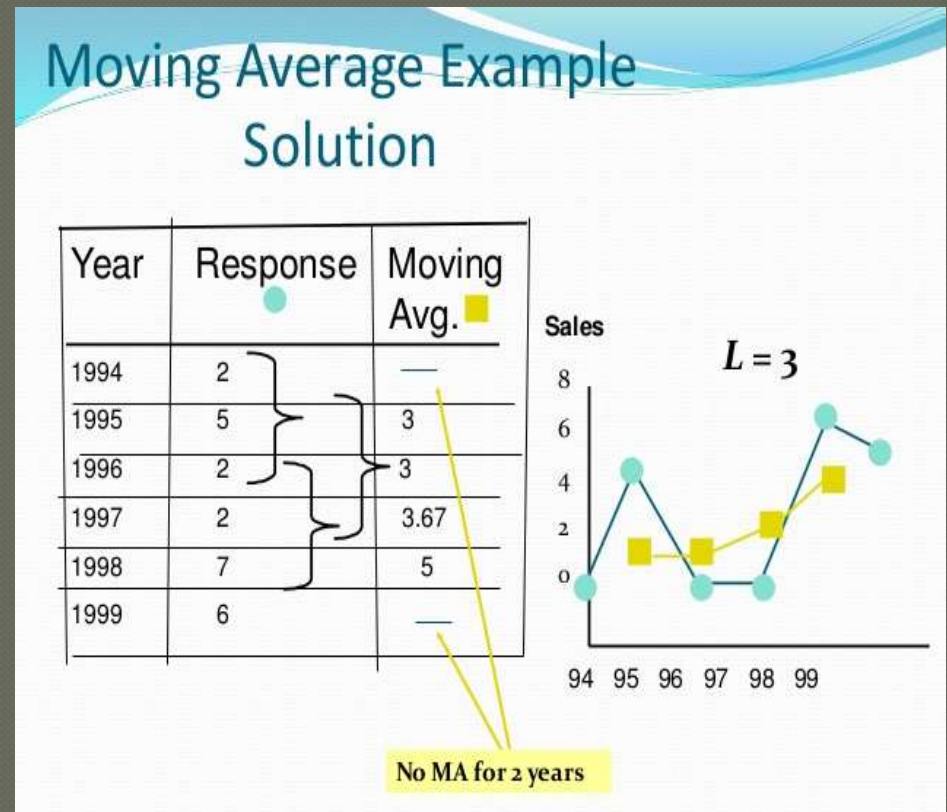 Moving Average Example
Solution
Year Response Moving
Avg.
1994 2 —
1995 5 3
1996 2 3
1997 2 3.67
1998 7 5
1999 6 —
Sales
L = 3
8
6
4
2
0
94 95 96 97 98 99
No MA for 2 years